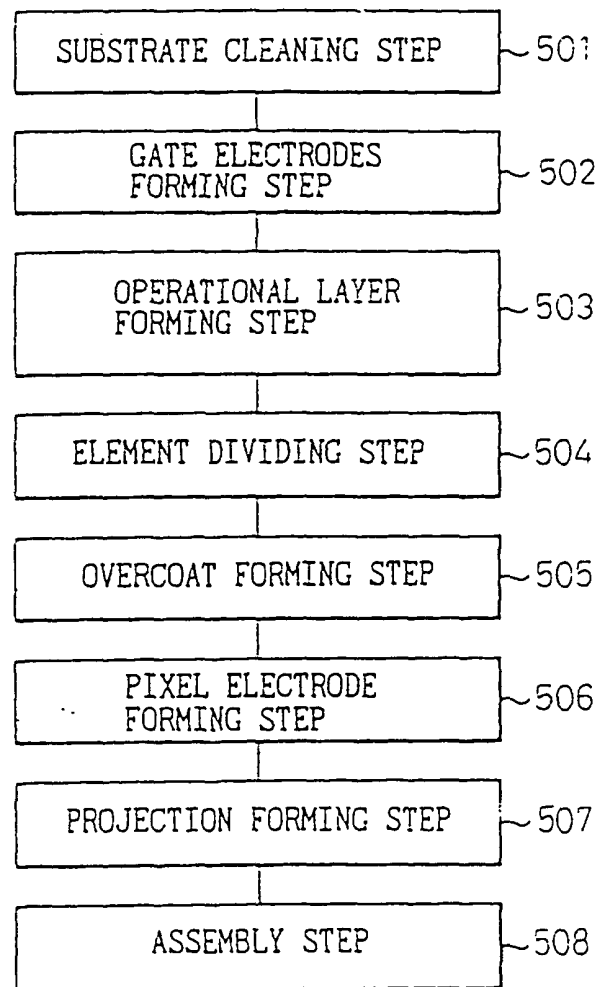 SUBSTRATE CLEANING STEP 501
GATE ELECTRODES
FORMING STEP 502
OPERATIONAL LAYER
FORMING STEP 503
ELEMENT DIVIDING STEP 504
OVERCOAT FORMING STEP 505
PIXEL ELECTRODE
FORMING STEP 506
PROJECTION FORMING STEP 507
ASSEMBLY STEP 508